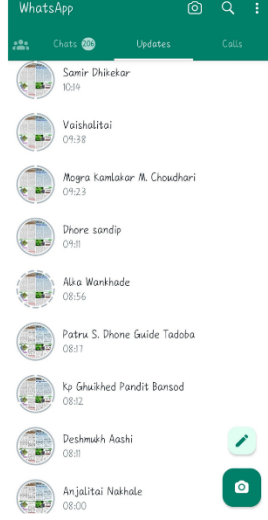 WhatsApp
Chats 206 Updates Calls
Samir Dhikekar
10:14
Vaishalitai
09:38
Mogra Kamlakar M. Choudhari
09:23
Dhore sandip
09:11
Alka Wankhade
08:56
Patru S. Dhone Guide Tadoba
08:17
Kp Ghuikhed Pandit Bansod
08:12
Deshmukh Aashi
08:11
Anjalitai Nakhale
08:00